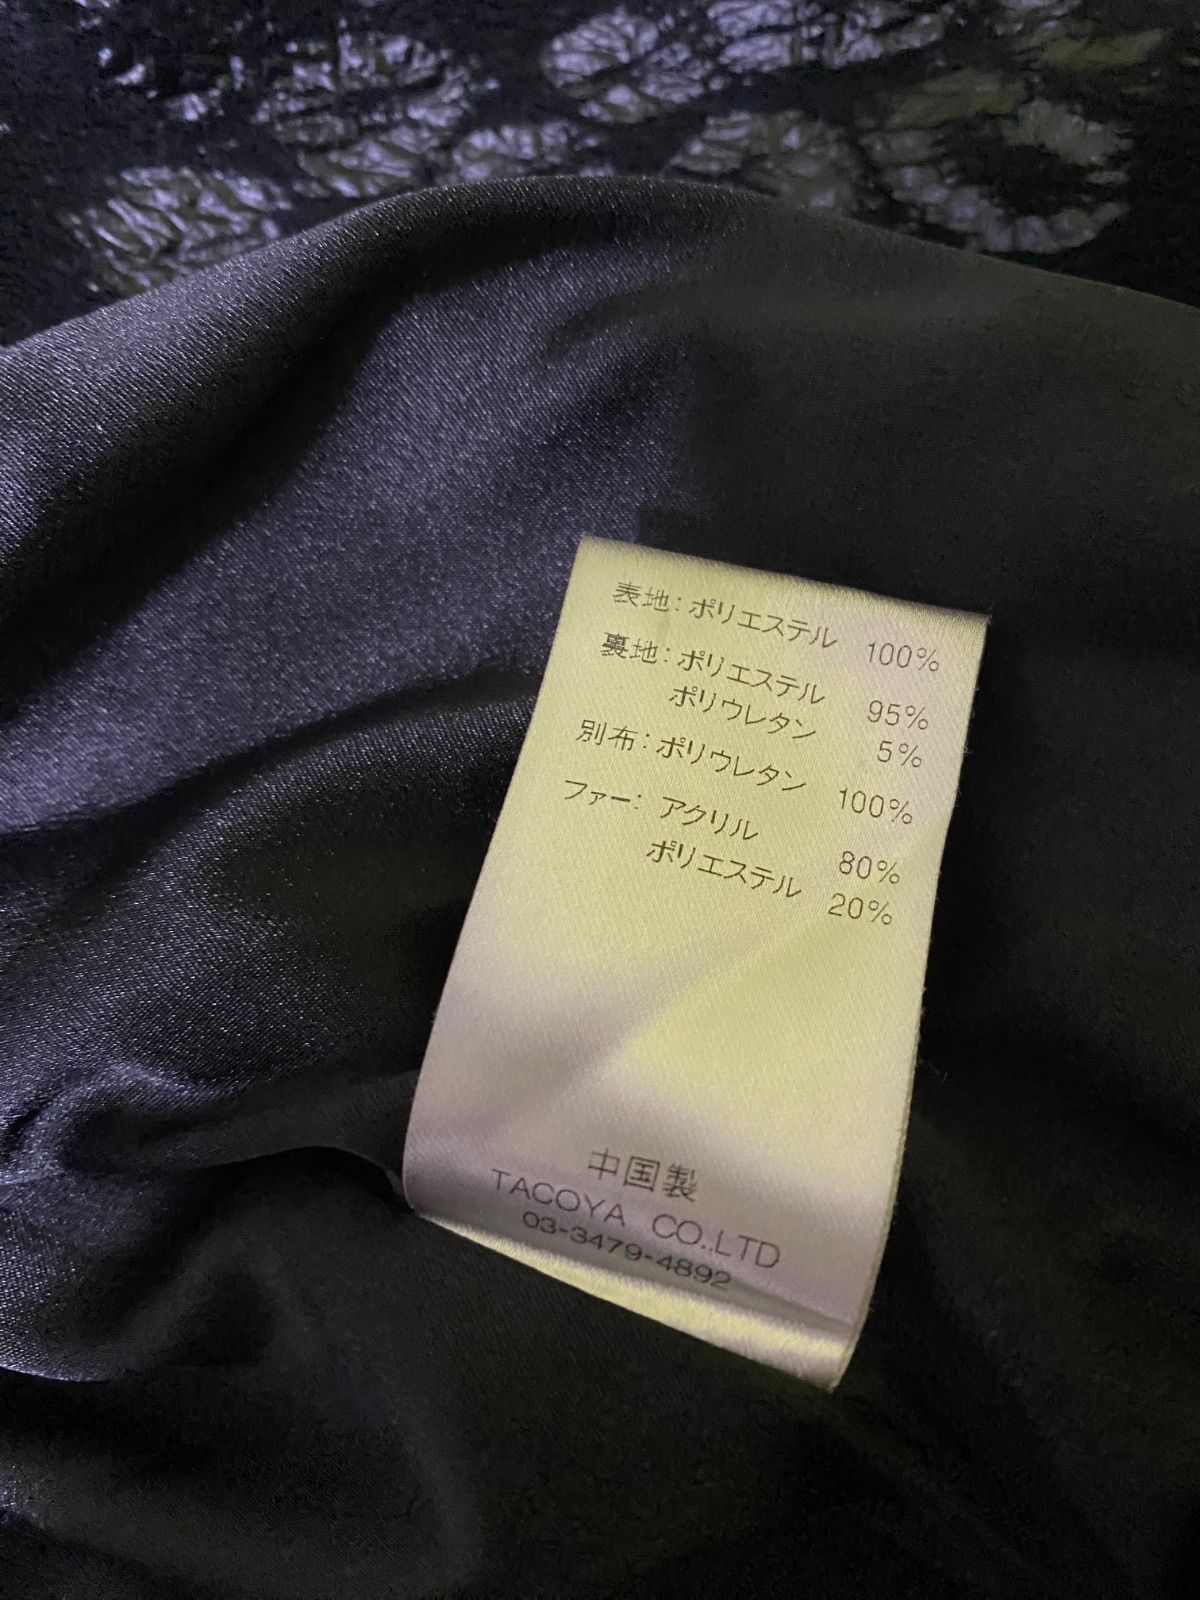 表地:ポリエステル 100%
裏地:ポリエステル 95%
ポリウレタン 5%
別布:ポリウレタン 100%
ファー: アクリル 80%
ポリエステル 20%
中国製
TACOYA CO.,LTD
03-3479-4892